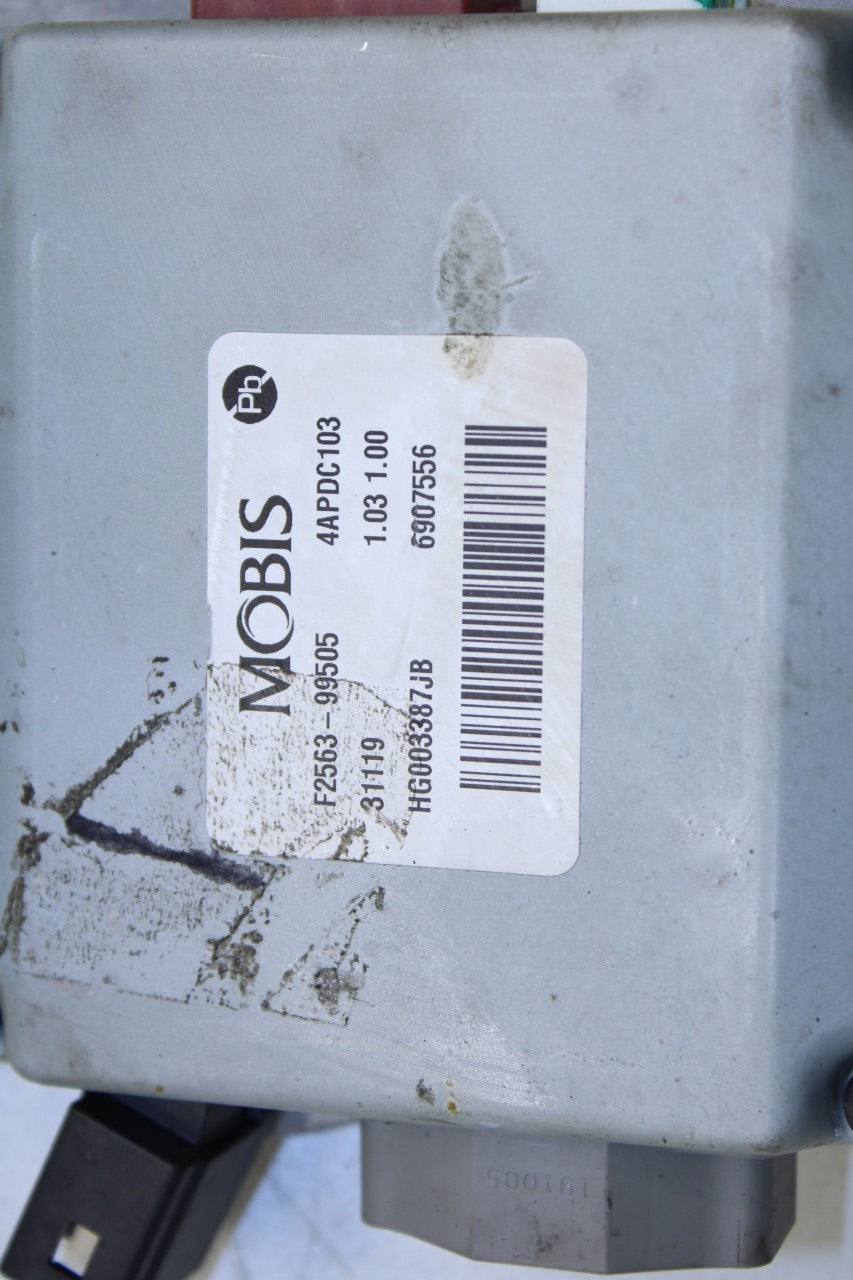 Pb
MOBIS
F2563-99505 4APDC103
31119 1.03 1.00
HG003387JB 6907556
191005